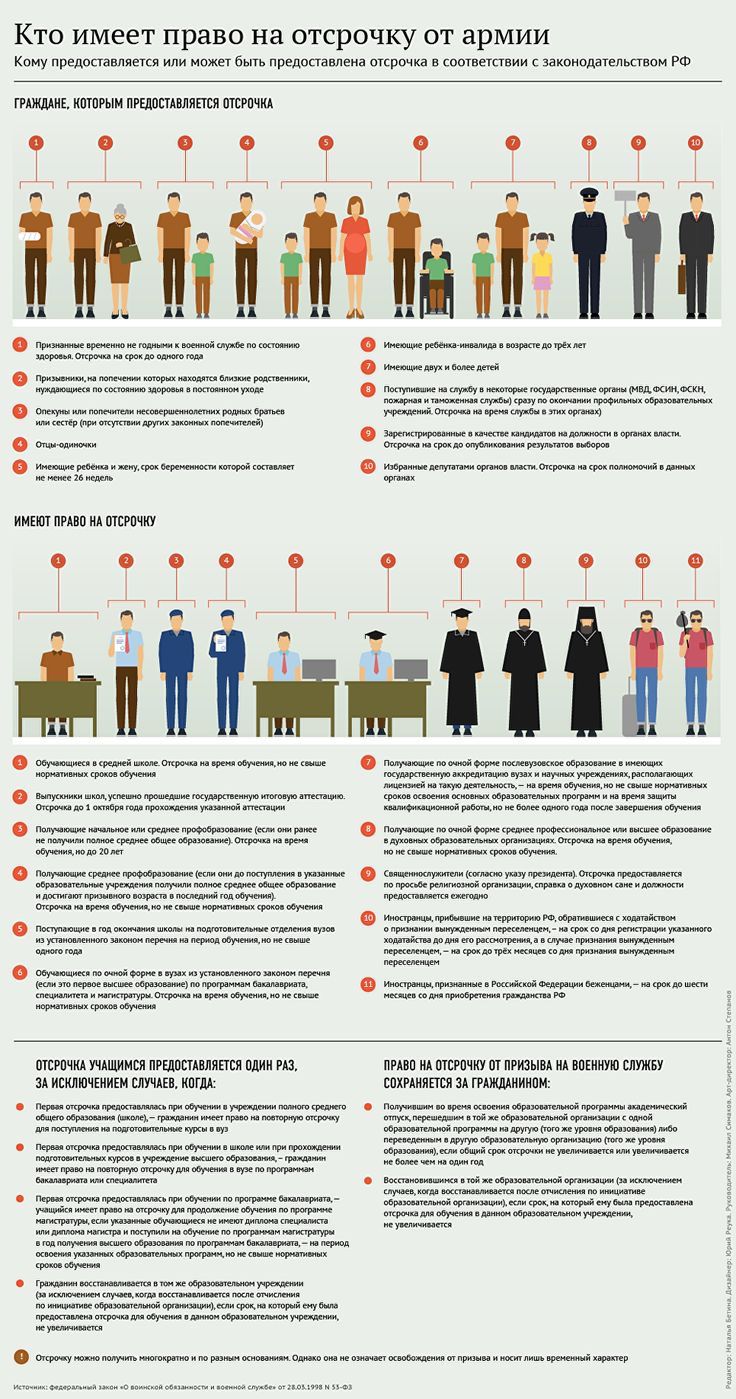 Кто имеет право на отсрочку от армии
Кому предоставляется или может быть предоставлена отсрочка в соответствии с законодательством РФ
ГРАЖДАНЕ, КОТОРЫМ ПРЕДОСТАВЛЯЕТСЯ ОТСРОЧКА
1 2 3 4 5 6 7 8 9 10
1 Признанные временно не годными к военной службе по состоянию
здоровья. Отсрочка на срок до одного года
2 Призывники, на попечении которых находятся близкие родственники,
нуждающиеся по состоянию здоровья в постоянном уходе
3 Опекуны или попечители несовершеннолетних родных братьев
или сестёр (при отсутствии других законных попечителей)
4 Отцы-одиночки
5 Имеющие ребёнка и жену, срок беременности которой составляет
не менее 26 недель
6 Имеющие ребёнка-инвалида в возрасте до трёх лет
7 Имеющие двух и более детей
8 Поступившие на службу в некоторые государственные органы (МВД, ФСИН, ФСКН,
пожарная и таможенная службы) сразу по окончании профильных образовательных
учреждений. Отсрочка на время службы в этих органах)
9 Зарегистрированные в качестве кандидатов на должности в органах власти.
Отсрочка на срок до опубликования результатов выборов
10 Избранные депутатами органов власти. Отсрочка на срок полномочий в данных
органах
ИМЕЮТ ПРАВО НА ОТСРОЧКУ
1 2 3 4 5 6 7 8 9 10 11
1 Обучающиеся в средней школе. Отсрочка на время обучения, но не свыше
нормативных сроков обучения
2 Выпускники школ, успешно прошедшие государственную итоговую аттестацию.
Отсрочка до 1 октября года прохождения указанной аттестации
3 Получающие начальное или среднее профобразование (если они ранее
не получили полное среднее общее образование). Отсрочка на время
обучения, но до 20 лет
4 Получающие среднее профобразование (если они до поступления в указанные
образовательные учреждения получили полное среднее общее образование
и достигают призывного возраста в последний год обучения).
Отсрочка на время обучения, но не свыше нормативных сроков обучения
5 Поступающие в год окончания школы на подготовительные отделения вузов
из установленного законом перечня на период обучения, но не свыше
одного года
6 Обучающиеся по очной форме в вузах из установленного законом перечня
(если это первое высшее образование) по программам бакалавриата,
специалитета и магистратуры. Отсрочка на время обучения, но не свыше
нормативных сроков обучения
7 Получающие по очной форме послевузовское образование в имеющих
государственную аккредитацию вузах и научных учреждениях, располагающих
лицензией на такую деятельность, – на время обучения, но не свыше нормативных
сроков освоения основных образовательных программ и на время защиты
квалификационной работы, но не более одного года после завершения обучения
8 Получающие по очной форме среднее профессиональное или высшее образование
в духовных образовательных организациях. Отсрочка на время обучения,
но не свыше нормативных сроков обучения.
9 Священнослужители (согласно указу президента). Отсрочка предоставляется
по просьбе религиозной организации, справка о духовном сане и должности
предоставляется ежегодно
10 Иностранцы, прибывшие на территорию РФ, обратившиеся с ходатайством
о признании вынужденным переселенцем, – на срок со дня регистрации указанного
ходатайства до дня его рассмотрения, а в случае признания вынужденным
переселенцем, – на срок до трёх месяцев со дня признания вынужденным
переселенцем
11 Иностранцы, признанные в Российской Федерации беженцами, – на срок до шести
месяцев со дня приобретения гражданства РФ
ОТСРОЧКА УЧАЩИМСЯ ПРЕДОСТАВЛЯЕТСЯ ОДИН РАЗ,
ЗА ИСКЛЮЧЕНИЕМ СЛУЧАЕВ, КОГДА:
Первая отсрочка предоставлялась при обучении в учреждении полного среднего
общего образования (школе), – гражданин имеет право на повторную отсрочку
для поступления на подготовительные курсы в вуз
Первая отсрочка предоставлялась при обучении в школе или при прохождении
подготовительных курсов в учреждение высшего образования, – гражданин
имеет право на повторную отсрочку для обучения в вузе по программам
бакалавриата или специалитета
Первая отсрочка предоставлялась при обучении по программе бакалавриата, –
учащийся имеет право на отсрочку для продолжение обучения по программе
магистратуры, если указанные обучающиеся не имеют диплома специалиста
или диплома магистра и поступили на обучение по программам магистратуры
в год получения высшего образования по программам бакалавриата, – на период
освоения указанных образовательных программ, но не свыше нормативных
сроков обучения
Гражданин восстанавливается в том же образовательном учреждении
(за исключением случаев, когда восстанавливается после отчисления
по инициативе образовательной организации), если срок, на который ему была
предоставлена отсрочка для обучения в данном образовательном учреждении,
не увеличивается
ПРАВО НА ОТСРОЧКУ ОТ ПРИЗЫВА НА ВОЕННУЮ СЛУЖБУ
СОХРАНЯЕТСЯ ЗА ГРАЖДАНИНОМ:
Получившим во время освоения образовательной программы академический
отпуск, перешедшим в той же образовательной организации с одной
образовательной программы на другую (того же уровня образования) либо
переведенным в другую образовательную организацию (того же уровня
образования), если общий срок отсрочки не увеличивается или увеличивается
не более чем на один год
Восстановившимся в той же образовательной организации (за исключением
случаев, когда восстанавливается после отчисления по инициативе
образовательной организации), если срок, на который ему была предоставлена
отсрочка для обучения в данном образовательном учреждении,
не увеличивается
! Отсрочку можно получить многократно и по разным основаниям. Однако она не означает освобождения от призыва и носит лишь временный характер
Источник: федеральный закон «О воинской обязанности и военной службе» от 28.03.1998 N 53-ФЗ
Редактор: Наталья Бетина. Дизайнер: Юрий Реука. Руководитель: Михаил Симаков. Арт-директор: Антон Степанов